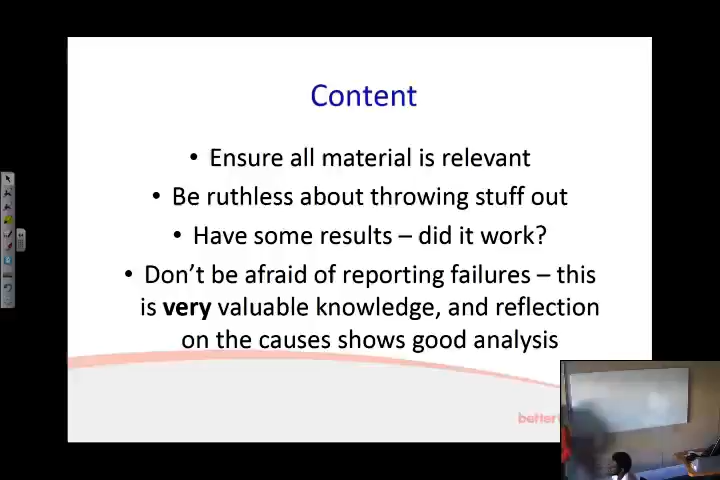 Content
• Ensure all material is relevant
• Be ruthless about throwing stuff out
• Have some results – did it work?
• Don't be afraid of reporting failures – this
is very valuable knowledge, and reflection
on the causes shows good analysis